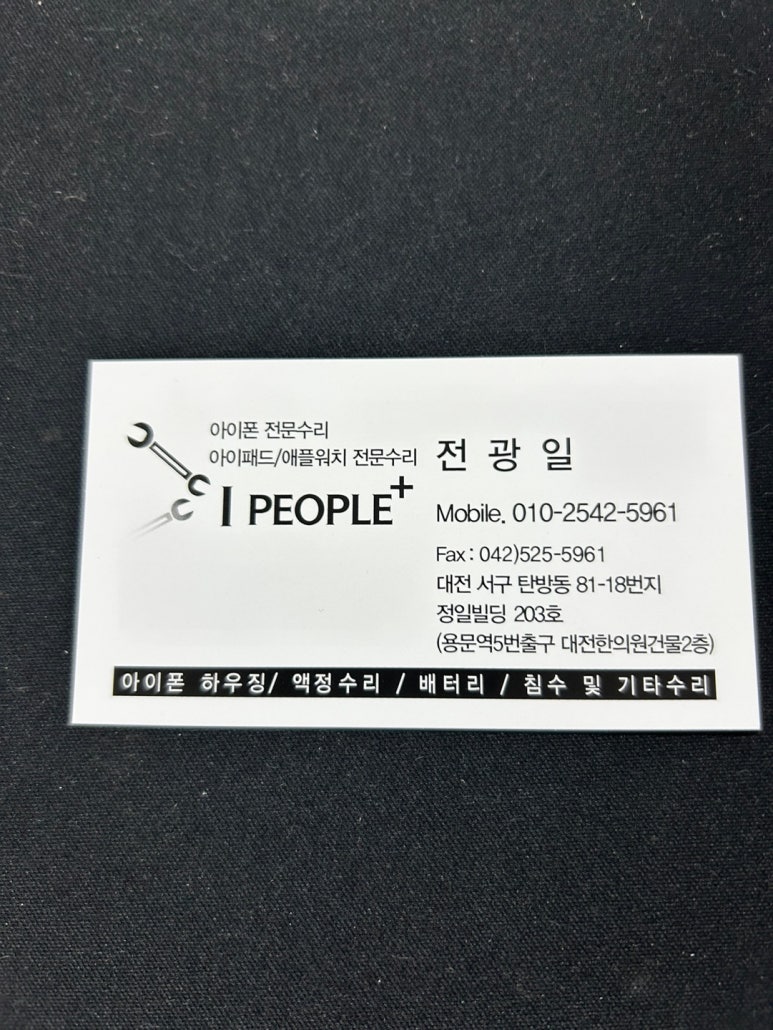 아이폰 전문수리
아이패드/애플워치 전문수리
I PEOPLE+
전 광 일
Mobile. 010-2542-5961
Fax : 042)525-5961
대전 서구 탄방동 81-18번지
정일빌딩 203호
(용문역5번출구 대전한의원건물2층)
아이폰 하우징/ 액정수리 / 배터리 / 침수 및 기타수리